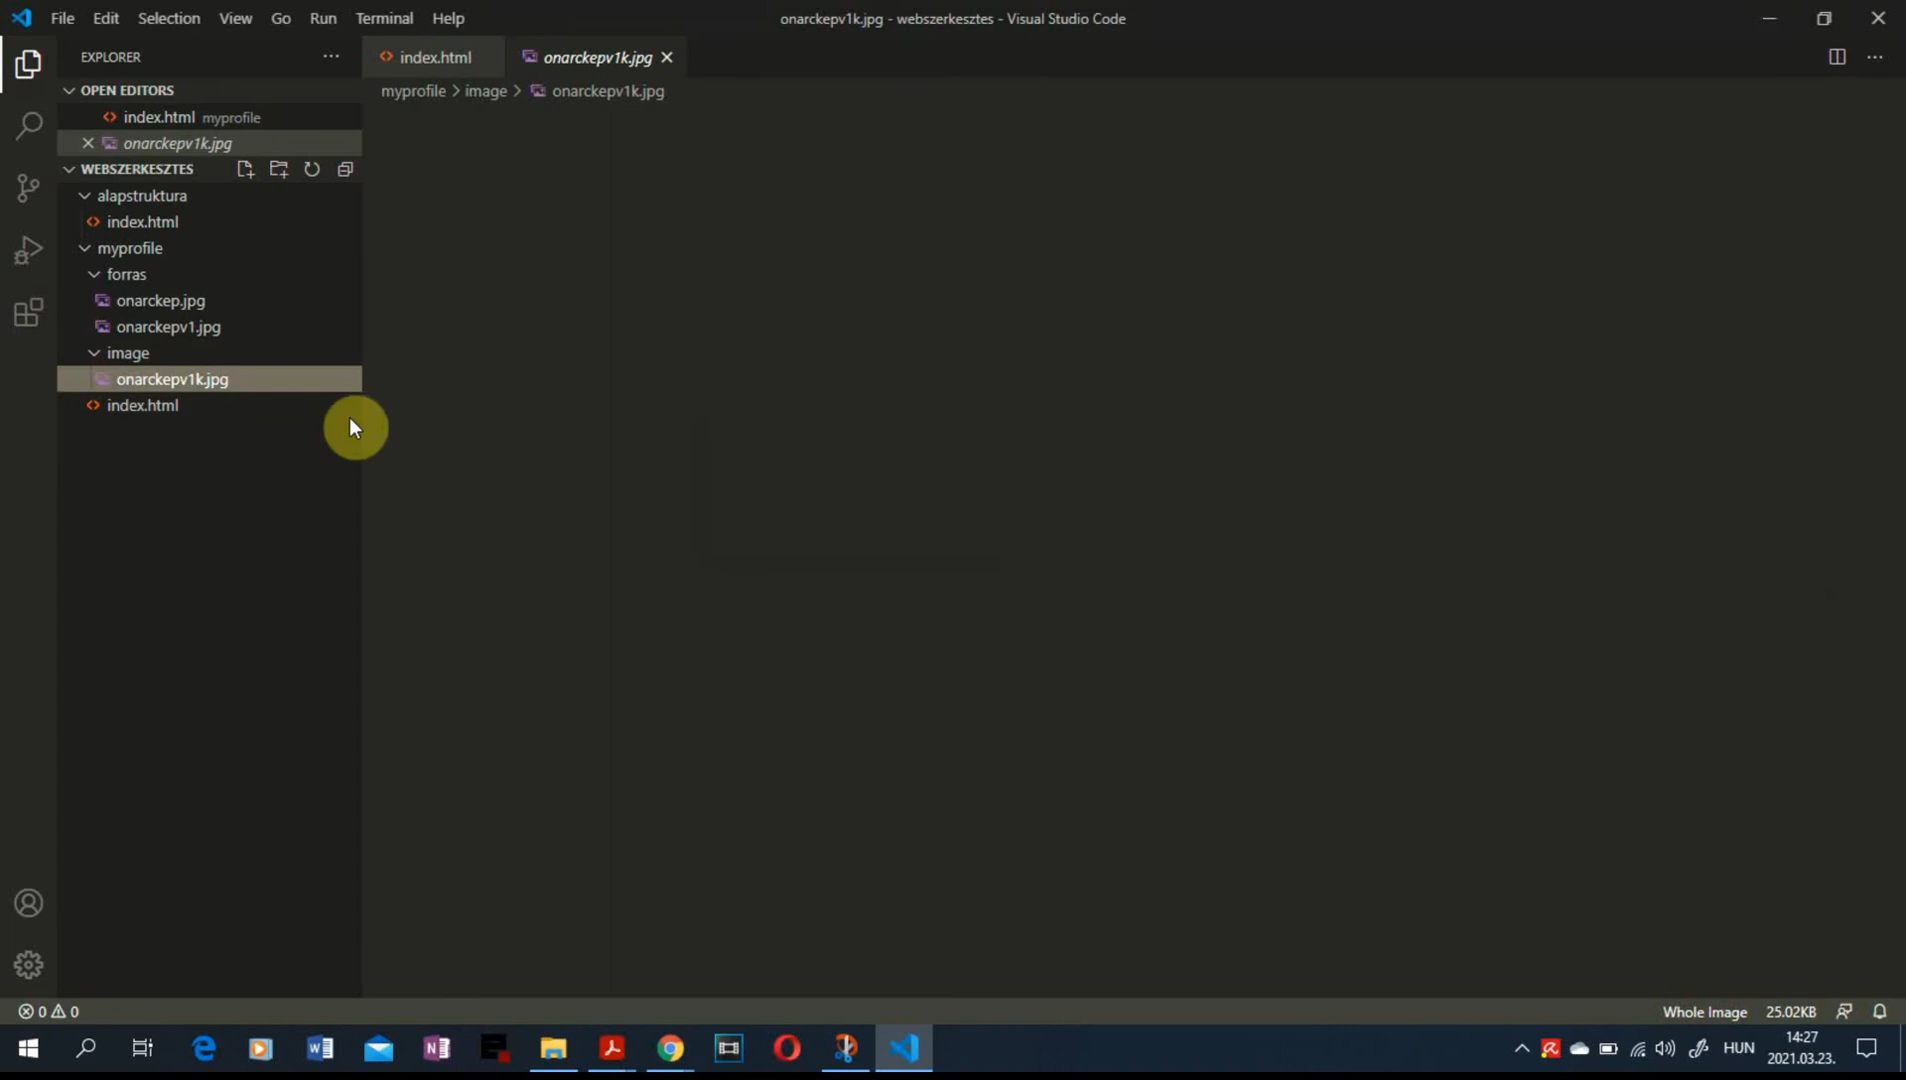 File Edit Selection View Go Run Terminal Help
onarckepv1k.jpg - webszerkesztes - Visual Studio Code
EXPLORER
index.html
onarckepv1k.jpg
myprofile > image > onarckepv1k.jpg
OPEN EDITORS
index.html myprofile
onarckepv1k.jpg
WEBSZERKESZTES
alapstruktura
index.html
myprofile
forras
onarckep.jpg
onarckepv1.jpg
image
onarckepv1k.jpg
index.html
0 0
Whole Image 25.02KB
HUN
14:27
2021.03.23.